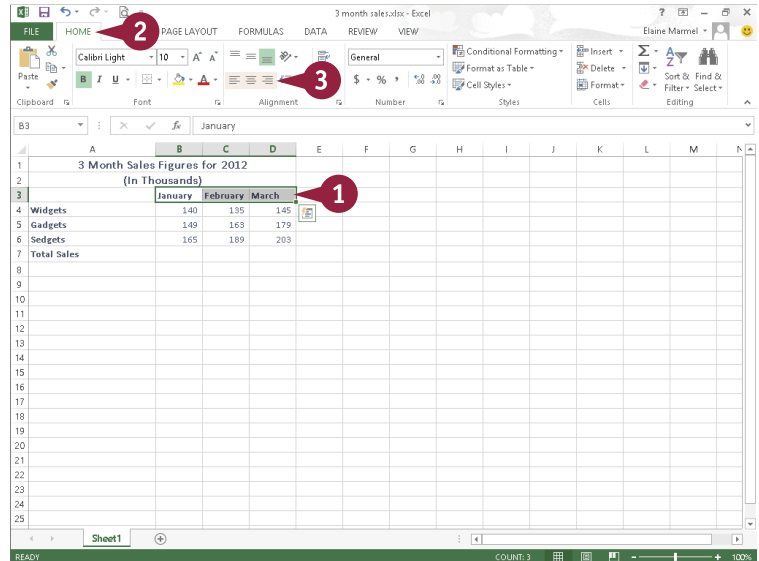 3 month sales.xlsx - Excel
Elaine Marmel
FILE HOME PAGE LAYOUT FORMULAS DATA REVIEW VIEW
2
Paste
Calibri Light 10 A A
B I U A
General
$ % , .00 .0
Conditional Formatting
Format as Table
Cell Styles
Insert
Delete
Format
Sort & Find &
Filter Select
3
Clipboard Font Alignment Number Styles Cells Editing
B3 fx January
A B C D E F G H I J K L M N
1 3 Month Sales Figures for 2012
2 (In Thousands)
3 January February March
1
4 Widgets 140 135 145
5 Gadgets 149 163 179
6 Sedgets 165 189 203
7 Total Sales
8
9
10
11
12
13
14
15
16
17
18
19
20
21
22
23
24
25
Sheet1
READY COUNT: 3 100%